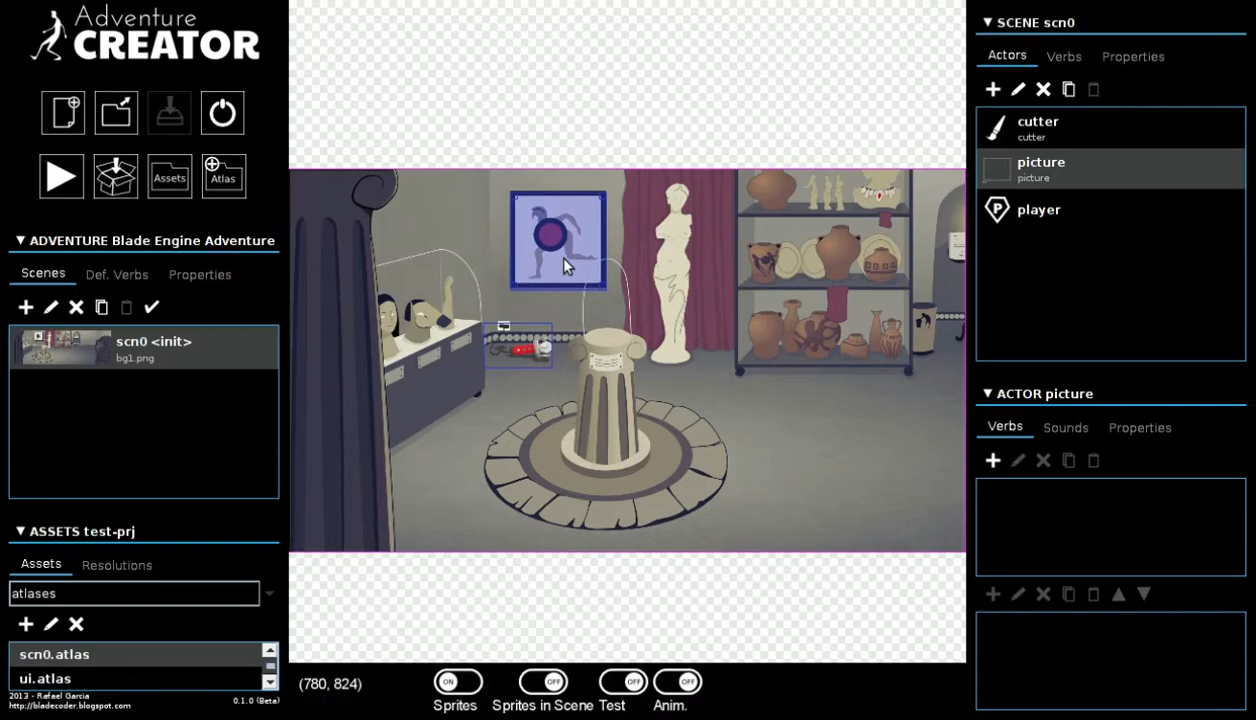 Adventure
CREATOR
Assets
Atlas
ADVENTURE Blade Engine Adventure
Scenes Def. Verbs Properties
scn0 <init>
bg1.png
ASSETS test-prj
Assets Resolutions
atlases
scn0.atlas
ui.atlas
2013 - Rafael Garcia
http://bladecoder.blogspot.com
0.1.0 (Beta)
(780, 824)
ON OFF OFF OFF
Sprites Sprites in Scene Test Anim.
SCENE scn0
Actors Verbs Properties
cutter
cutter
picture
picture
P player
ACTOR picture
Verbs Sounds Properties